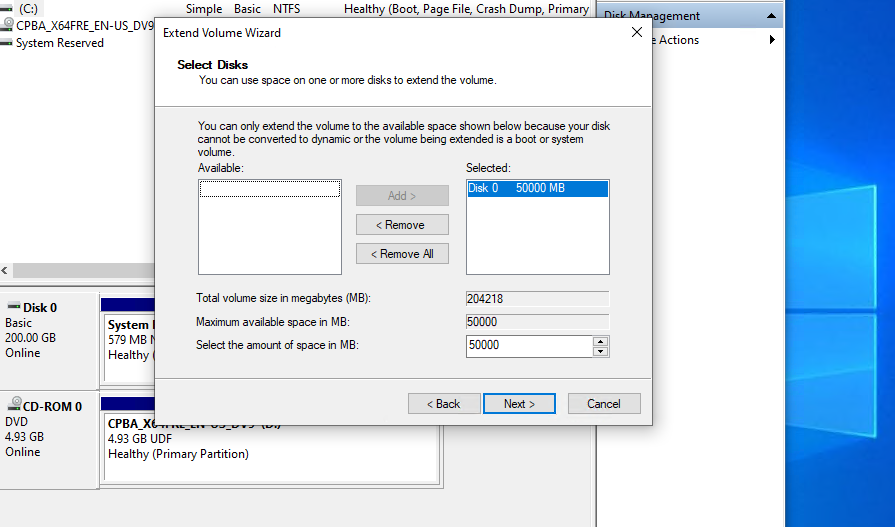 (C:) Simple Basic NTFS Healthy (Boot, Page File, Crash Dump, Primary
CPBA_X64FRE_EN-US_DV9
System Reserved
Disk Management
e Actions
Extend Volume Wizard
Select Disks
You can use space on one or more disks to extend the volume.
You can only extend the volume to the available space shown below because your disk
cannot be converted to dynamic or the volume being extended is a boot or system
volume.
Available: Selected:
Disk 0 50000 MB
Add >
< Remove
< Remove All
Total volume size in megabytes (MB): 204218
Maximum available space in MB: 50000
Select the amount of space in MB: 50000
< Back Next > Cancel
Disk 0
Basic
200.00 GB
Online
System
579 MB N
Healthy (
CD-ROM 0
DVD
4.93 GB
Online
CPBA_X64FRE_EN-US_DV9 (D:)
4.93 GB UDF
Healthy (Primary Partition)